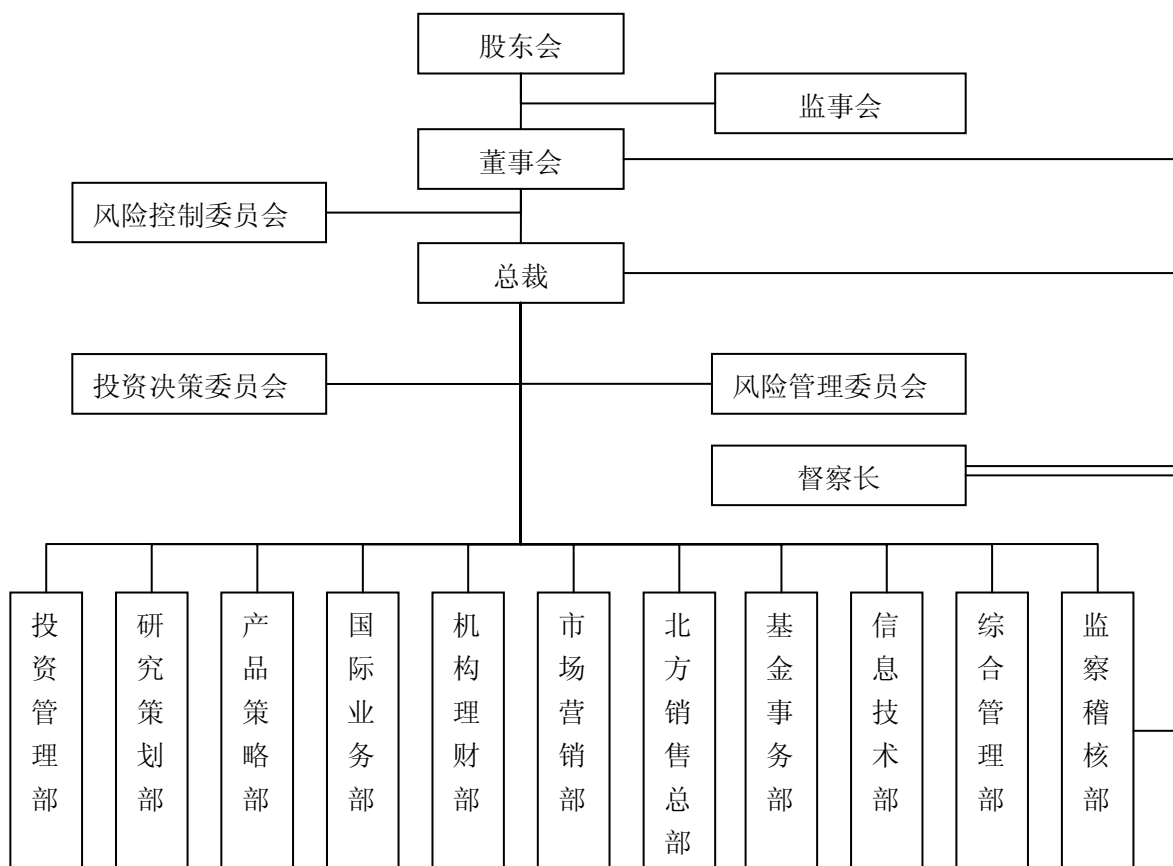 股东会
监事会
董事会
风险控制委员会
总裁
投资决策委员会
风险管理委员会
督察长
投资管理部
研究策划部
产品策略部
国际业务部
机构理财部
市场营销部
北方销售总部
基金事务部
信息技术部
综合管理部
监察稽核部